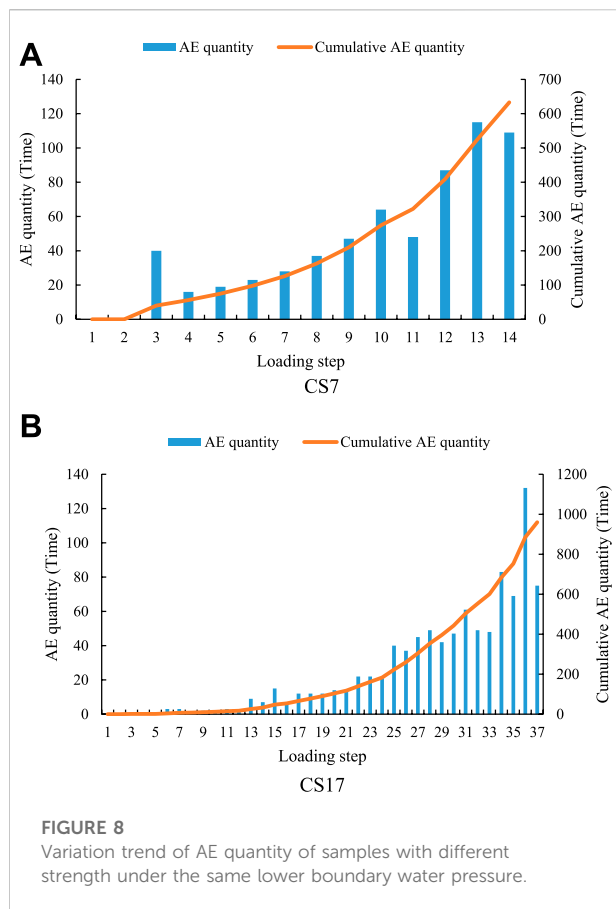 A
AE quantity Cumulative AE quantity
140 700
120 600
100 500
80 400
60 300
40 200
20 100
0 0
AE quantity (Time)
Cumulative AE quantity (Time)
1 2 3 4 5 6 7 8 9 10 11 12 13 14
Loading step
CS7
B
AE quantity Cumulative AE quantity
140 1200
120 1000
100 800
80 600
60 400
40 200
20 0
0
AE quantity (Time)
Cumulative AE quantity (Time)
1 3 5 7 9 11 13 15 17 19 21 23 25 27 29 31 33 35 37
Loading step
CS17
FIGURE 8
Variation trend of AE quantity of samples with different
strength under the same lower boundary water pressure.